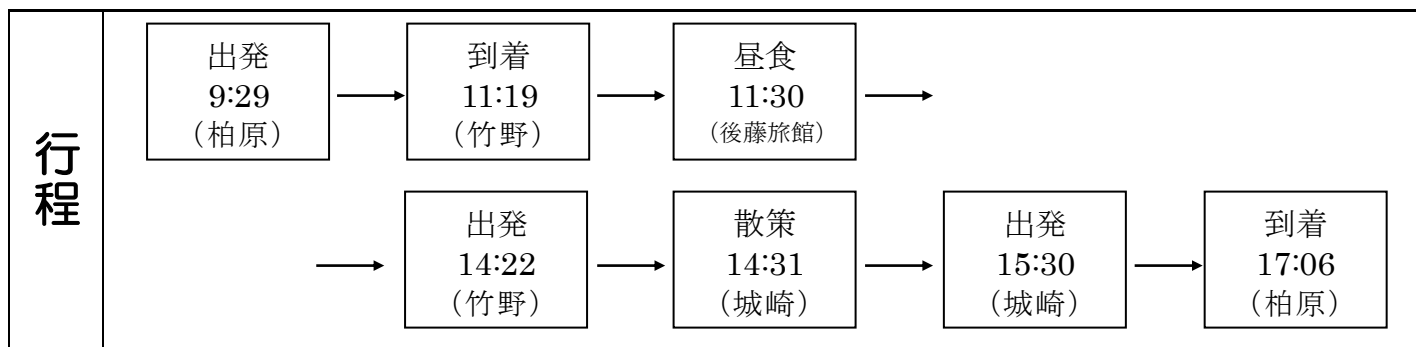 行程
出発
9:29
（柏原）
到着
11:19
（竹野）
昼食
11:30
（後藤旅館）
出発
14:22
（竹野）
散策
14:31
（城崎）
出発
15:30
（城崎）
到着
17:06
（柏原）